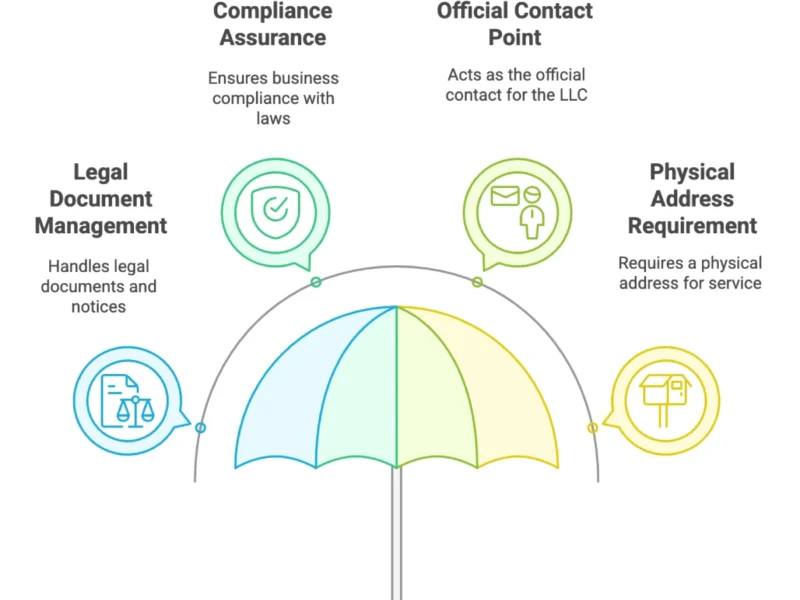 Compliance
Assurance
Ensures business
compliance with
laws
Official Contact
Point
Acts as the official
contact for the LLC
Legal
Document
Management
Handles legal
documents and
notices
Physical
Address
Requirement
Requires a physical
address for service